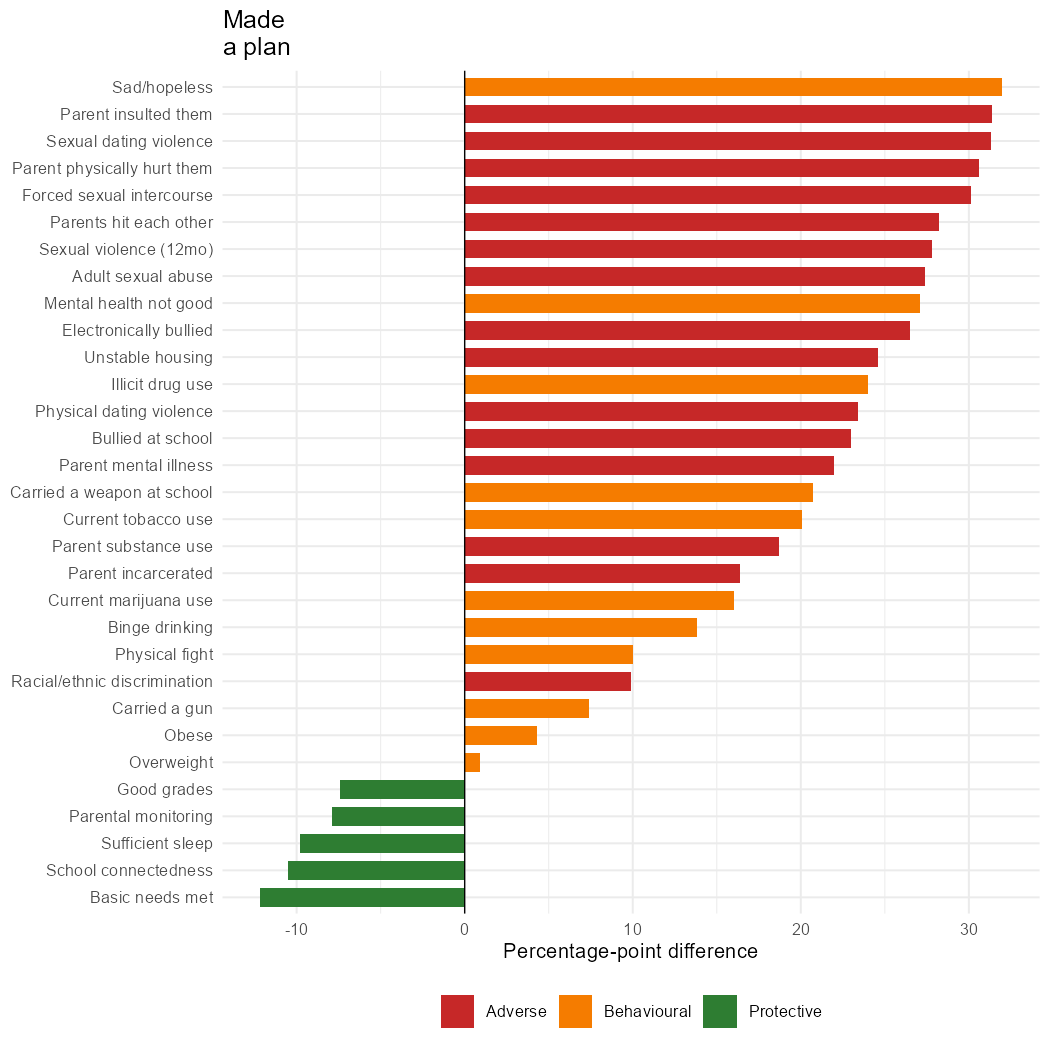 Made
a plan
Sad/hopeless
Parent insulted them
Sexual dating violence
Parent physically hurt them
Forced sexual intercourse
Parents hit each other
Sexual violence (12mo)
Adult sexual abuse
Mental health not good
Electronically bullied
Unstable housing
Illicit drug use
Physical dating violence
Bullied at school
Parent mental illness
Carried a weapon at school
Current tobacco use
Parent substance use
Parent incarcerated
Current marijuana use
Binge drinking
Physical fight
Racial/ethnic discrimination
Carried a gun
Obese
Overweight
Good grades
Parental monitoring
Sufficient sleep
School connectedness
Basic needs met
-10 0 10 20 30
Percentage-point difference
Adverse Behavioural Protective